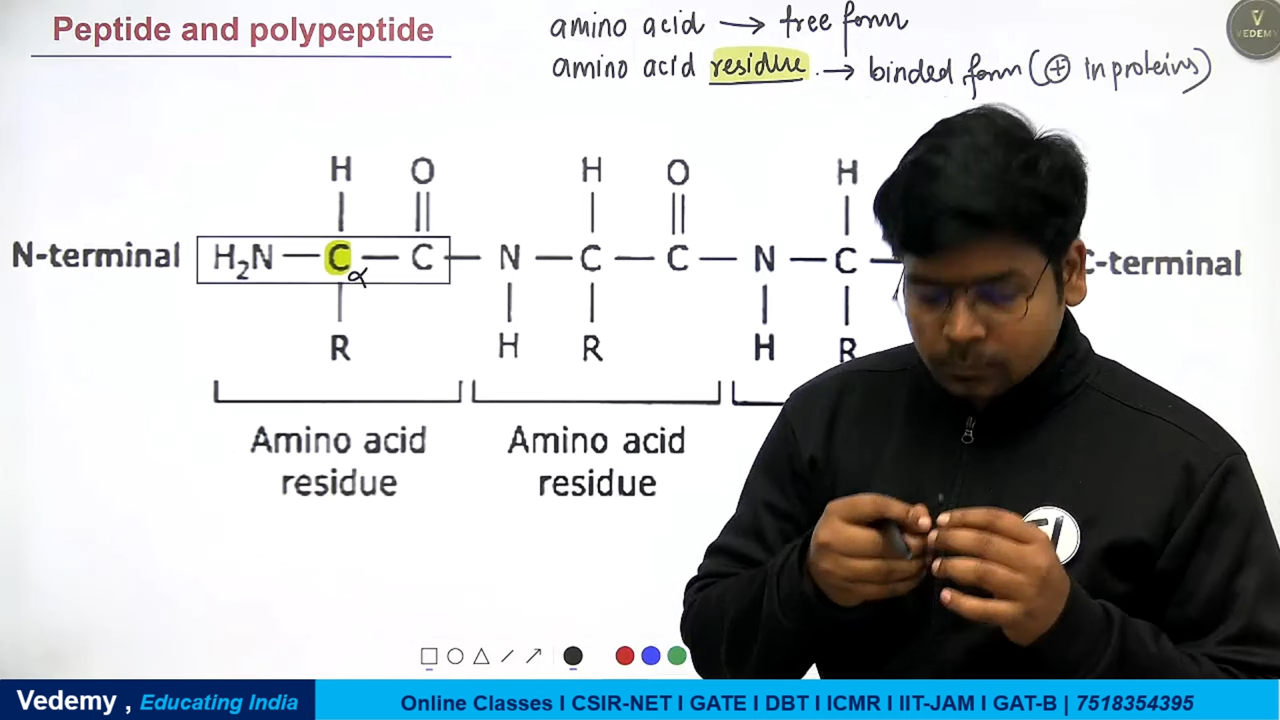 Peptide and polypeptide
amino acid → free form
amino acid residue → binded form (⊕ in proteins)
VEDEMY
H O H O H
N-terminal H₂N — C — C — N — C — C — N — C — C-terminal
α
R H R H R
Amino acid residue
Amino acid residue
Vedemy , Educating India
Online Classes I CSIR-NET I GATE I DBT I ICMR I IIT-JAM I GAT-B I 7518354395